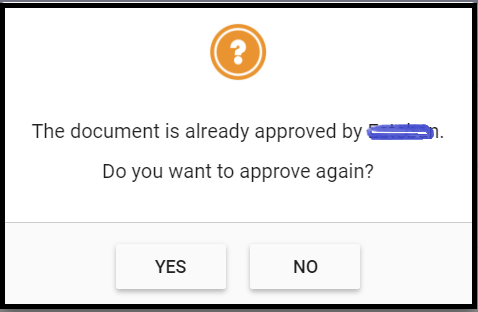 ?
The document is already approved by
Do you want to approve again?
YES NO